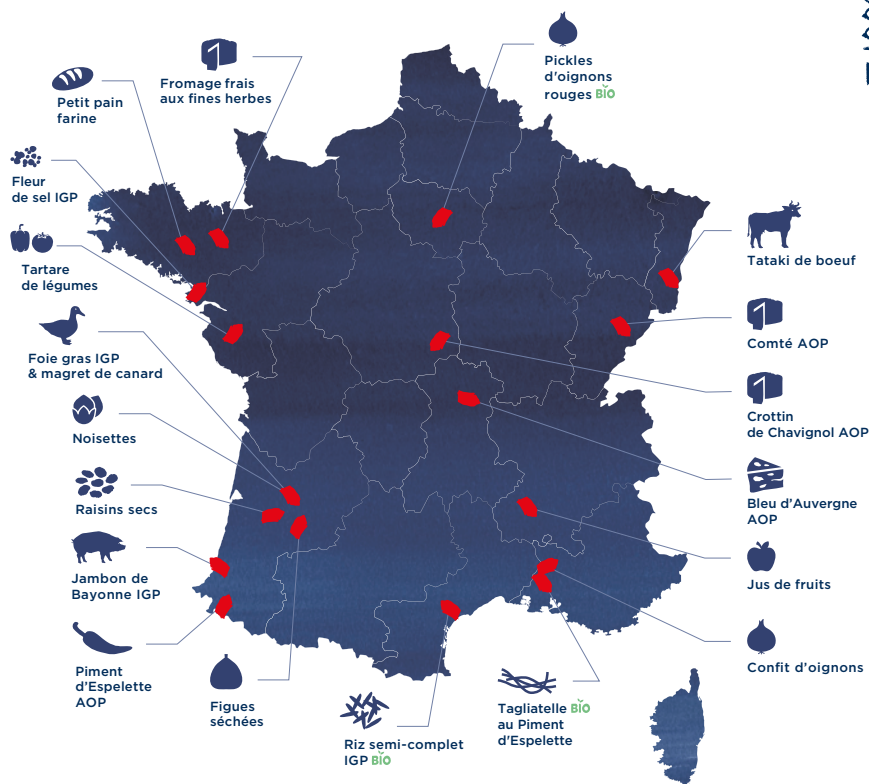 Pickles
d'oignons
rouges BIO
Fromage frais
aux fines herbes
Petit pain
farine
Fleur
de sel IGP
Tartare
de légumes
Foie gras IGP
& magret de canard
Noisettes
Raisins secs
Jambon de
Bayonne IGP
Piment
d'Espelette
AOP
Figues
séchées
Riz semi-complet
IGP BIO
Tagliatelle BIO
au Piment
d'Espelette
Tataki de boeuf
Comté AOP
Crottin
de Chavignol AOP
Bleu d'Auvergne
AOP
Jus de fruits
Confit d'oignons